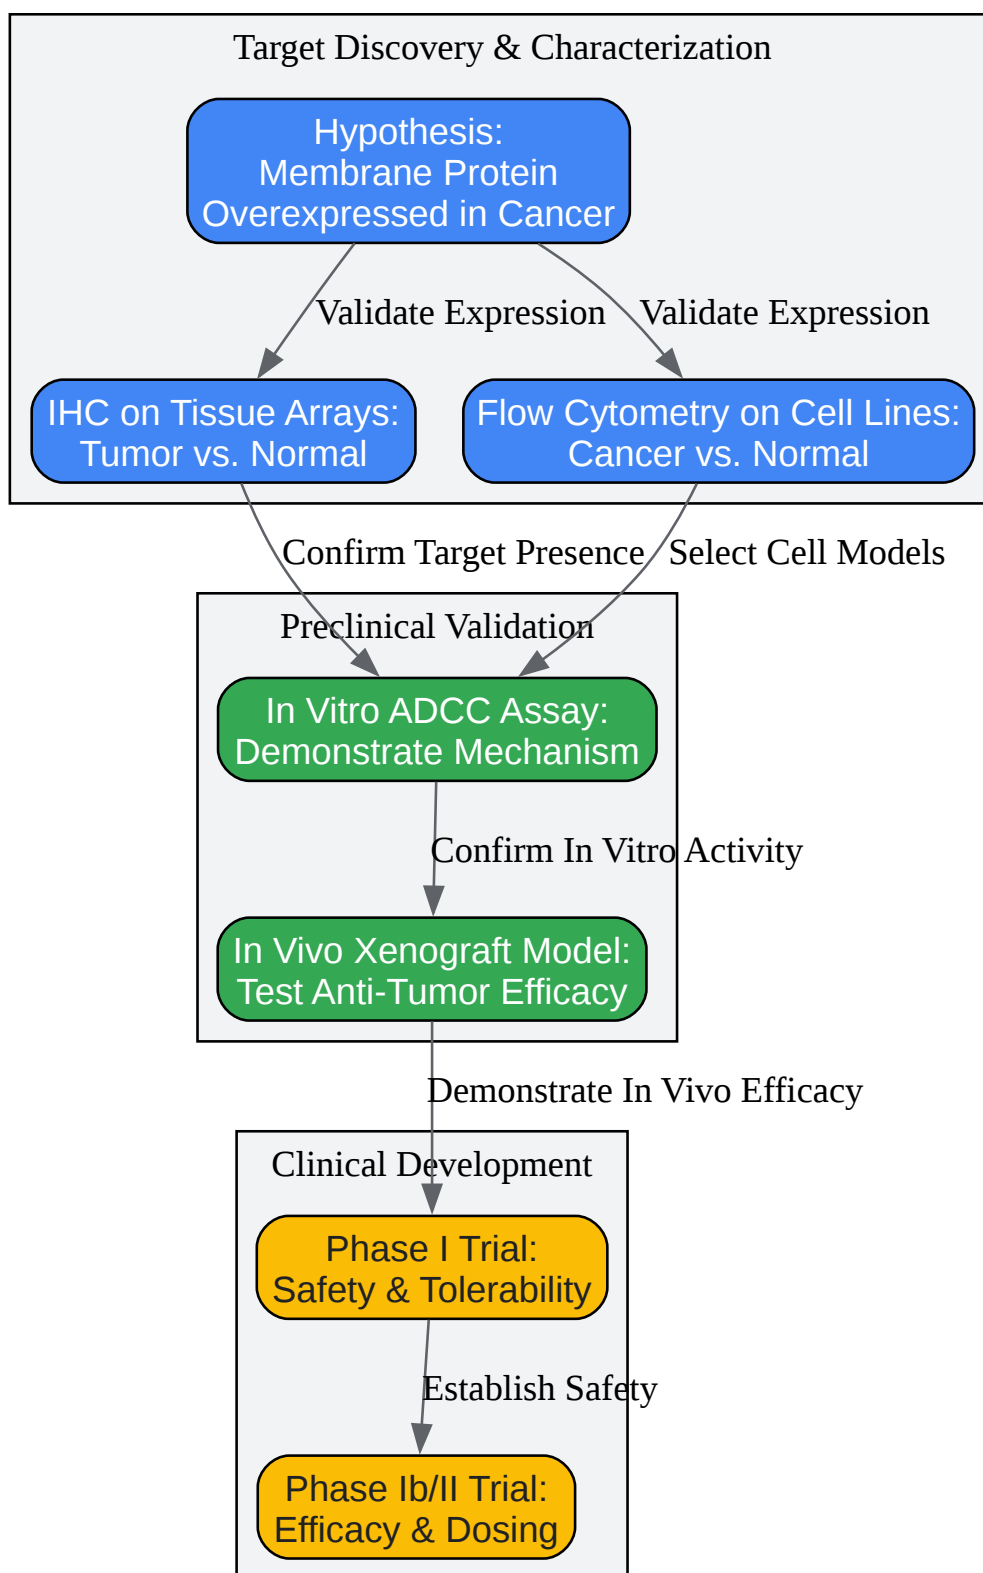 Target Discovery & Characterization
Hypothesis:
Membrane Protein
Overexpressed in Cancer
Validate Expression
Validate Expression
IHC on Tissue Arrays:
Tumor vs. Normal
Flow Cytometry on Cell Lines:
Cancer vs. Normal
Confirm Target Presence
Select Cell Models
Preclinical Validation
In Vitro ADCC Assay:
Demonstrate Mechanism
Confirm In Vitro Activity
In Vivo Xenograft Model:
Test Anti-Tumor Efficacy
Demonstrate In Vivo Efficacy
Clinical Development
Phase I Trial:
Safety & Tolerability
Establish Safety
Phase Ib/II Trial:
Efficacy & Dosing